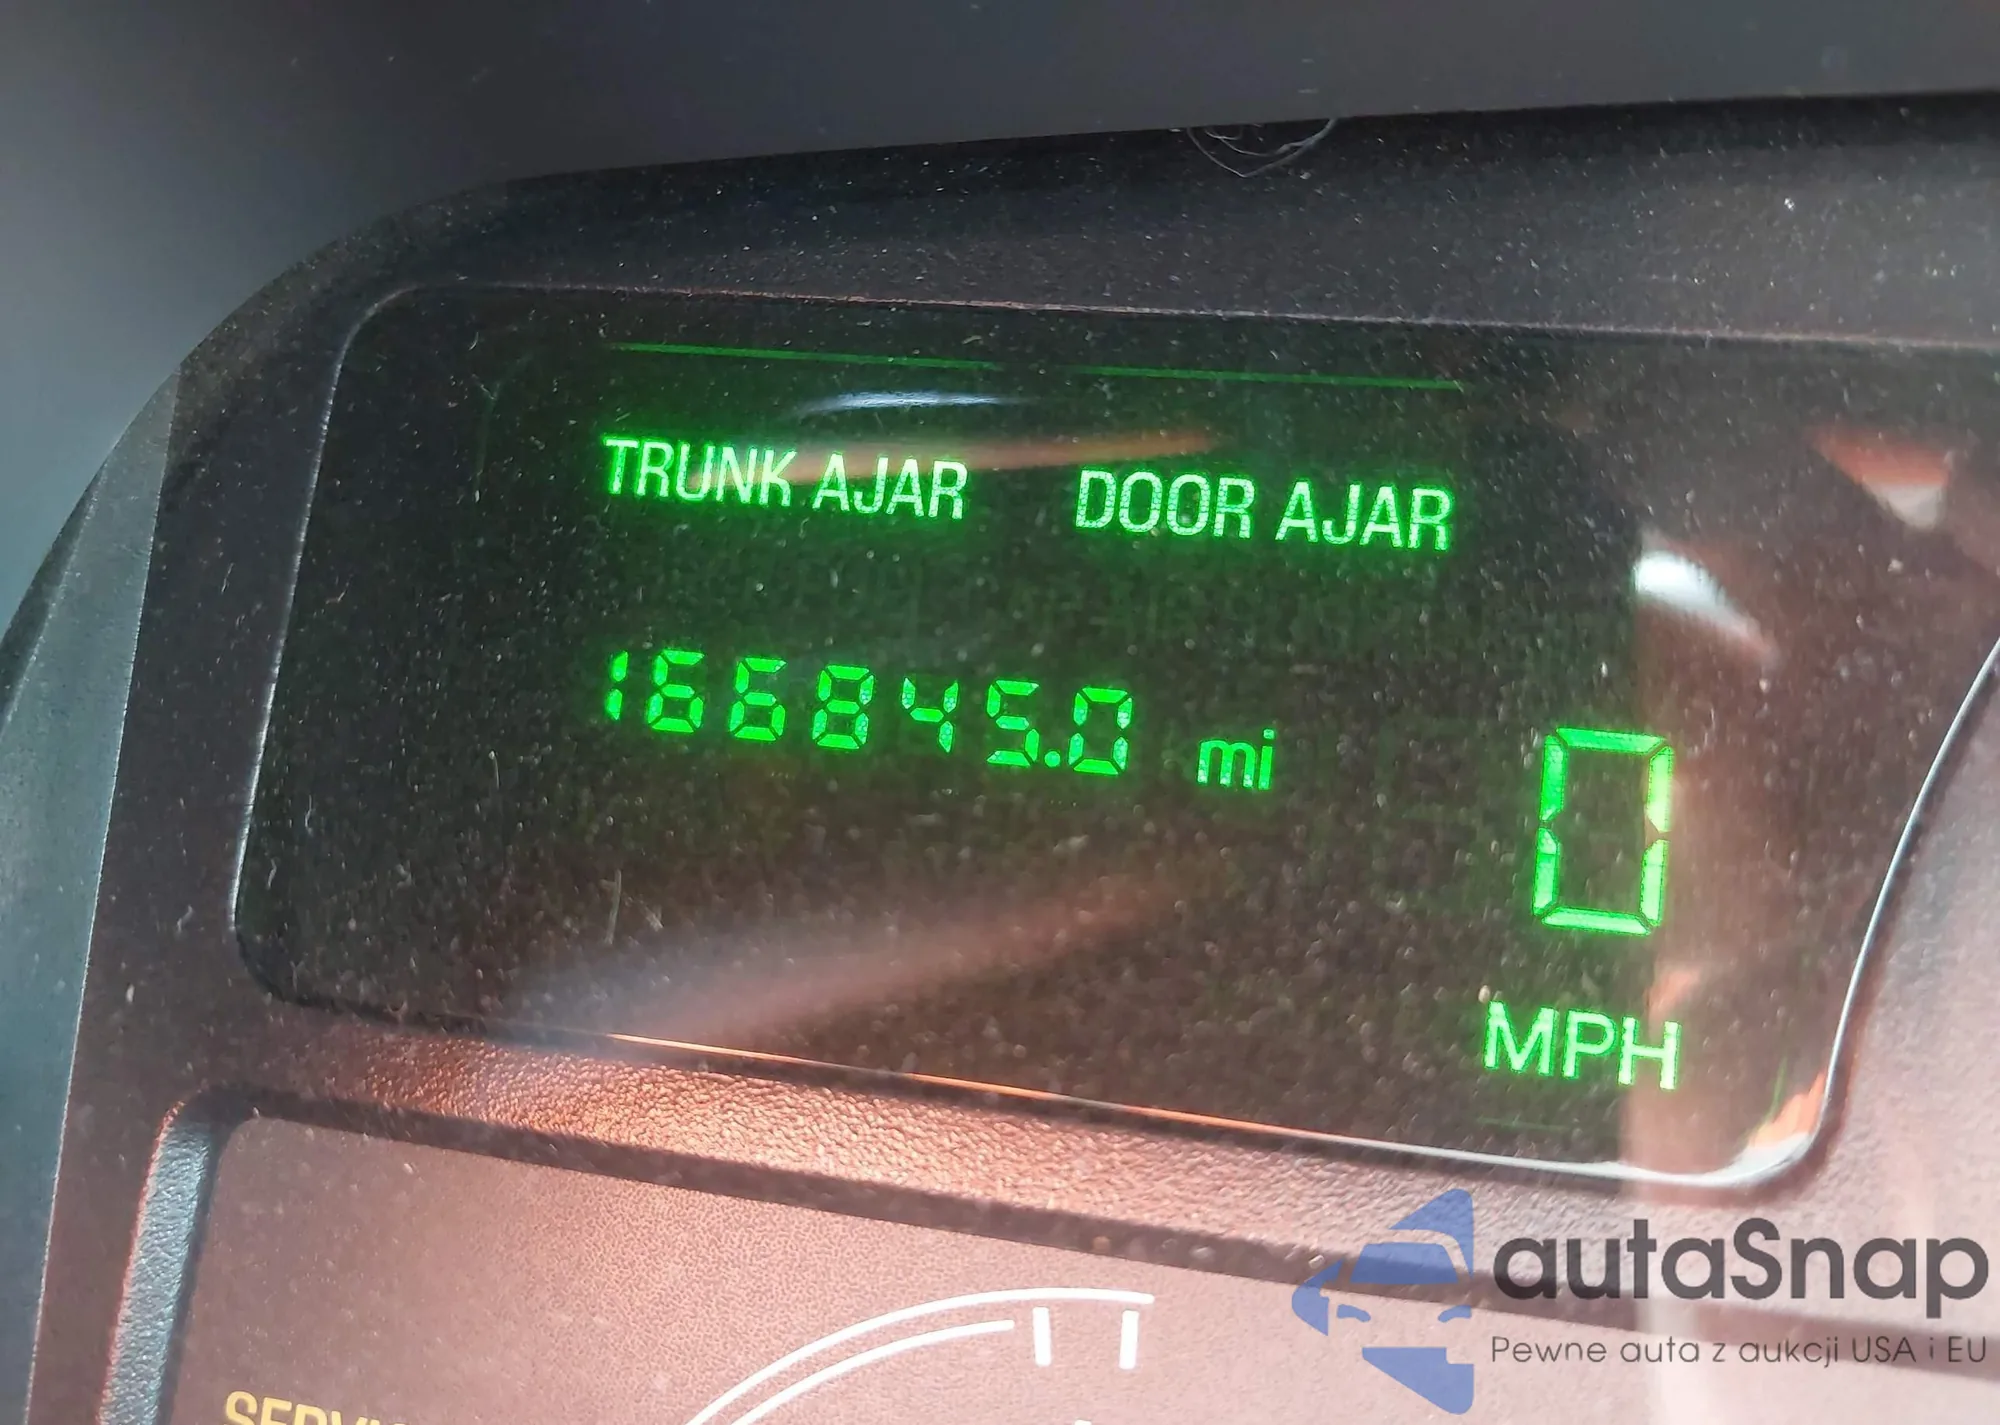 TRUNK AJAR DOOR AJAR
166845.0 mi
0
MPH
autaSnap
Pewne auta z aukcji USA i EU